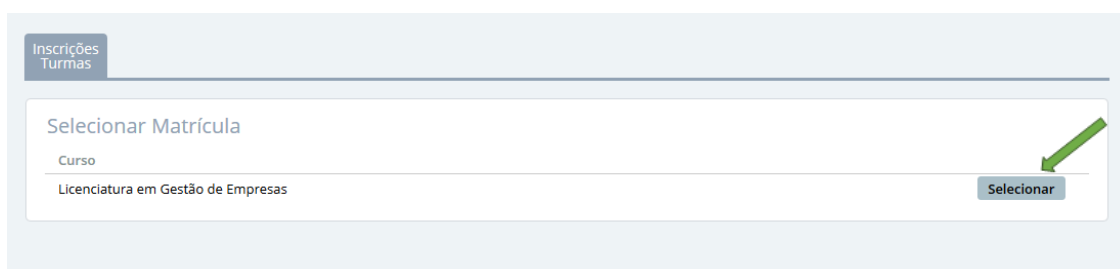 Inscrições
Turmas
Selecionar Matrícula
Curso
Licenciatura em Gestão de Empresas
Selecionar